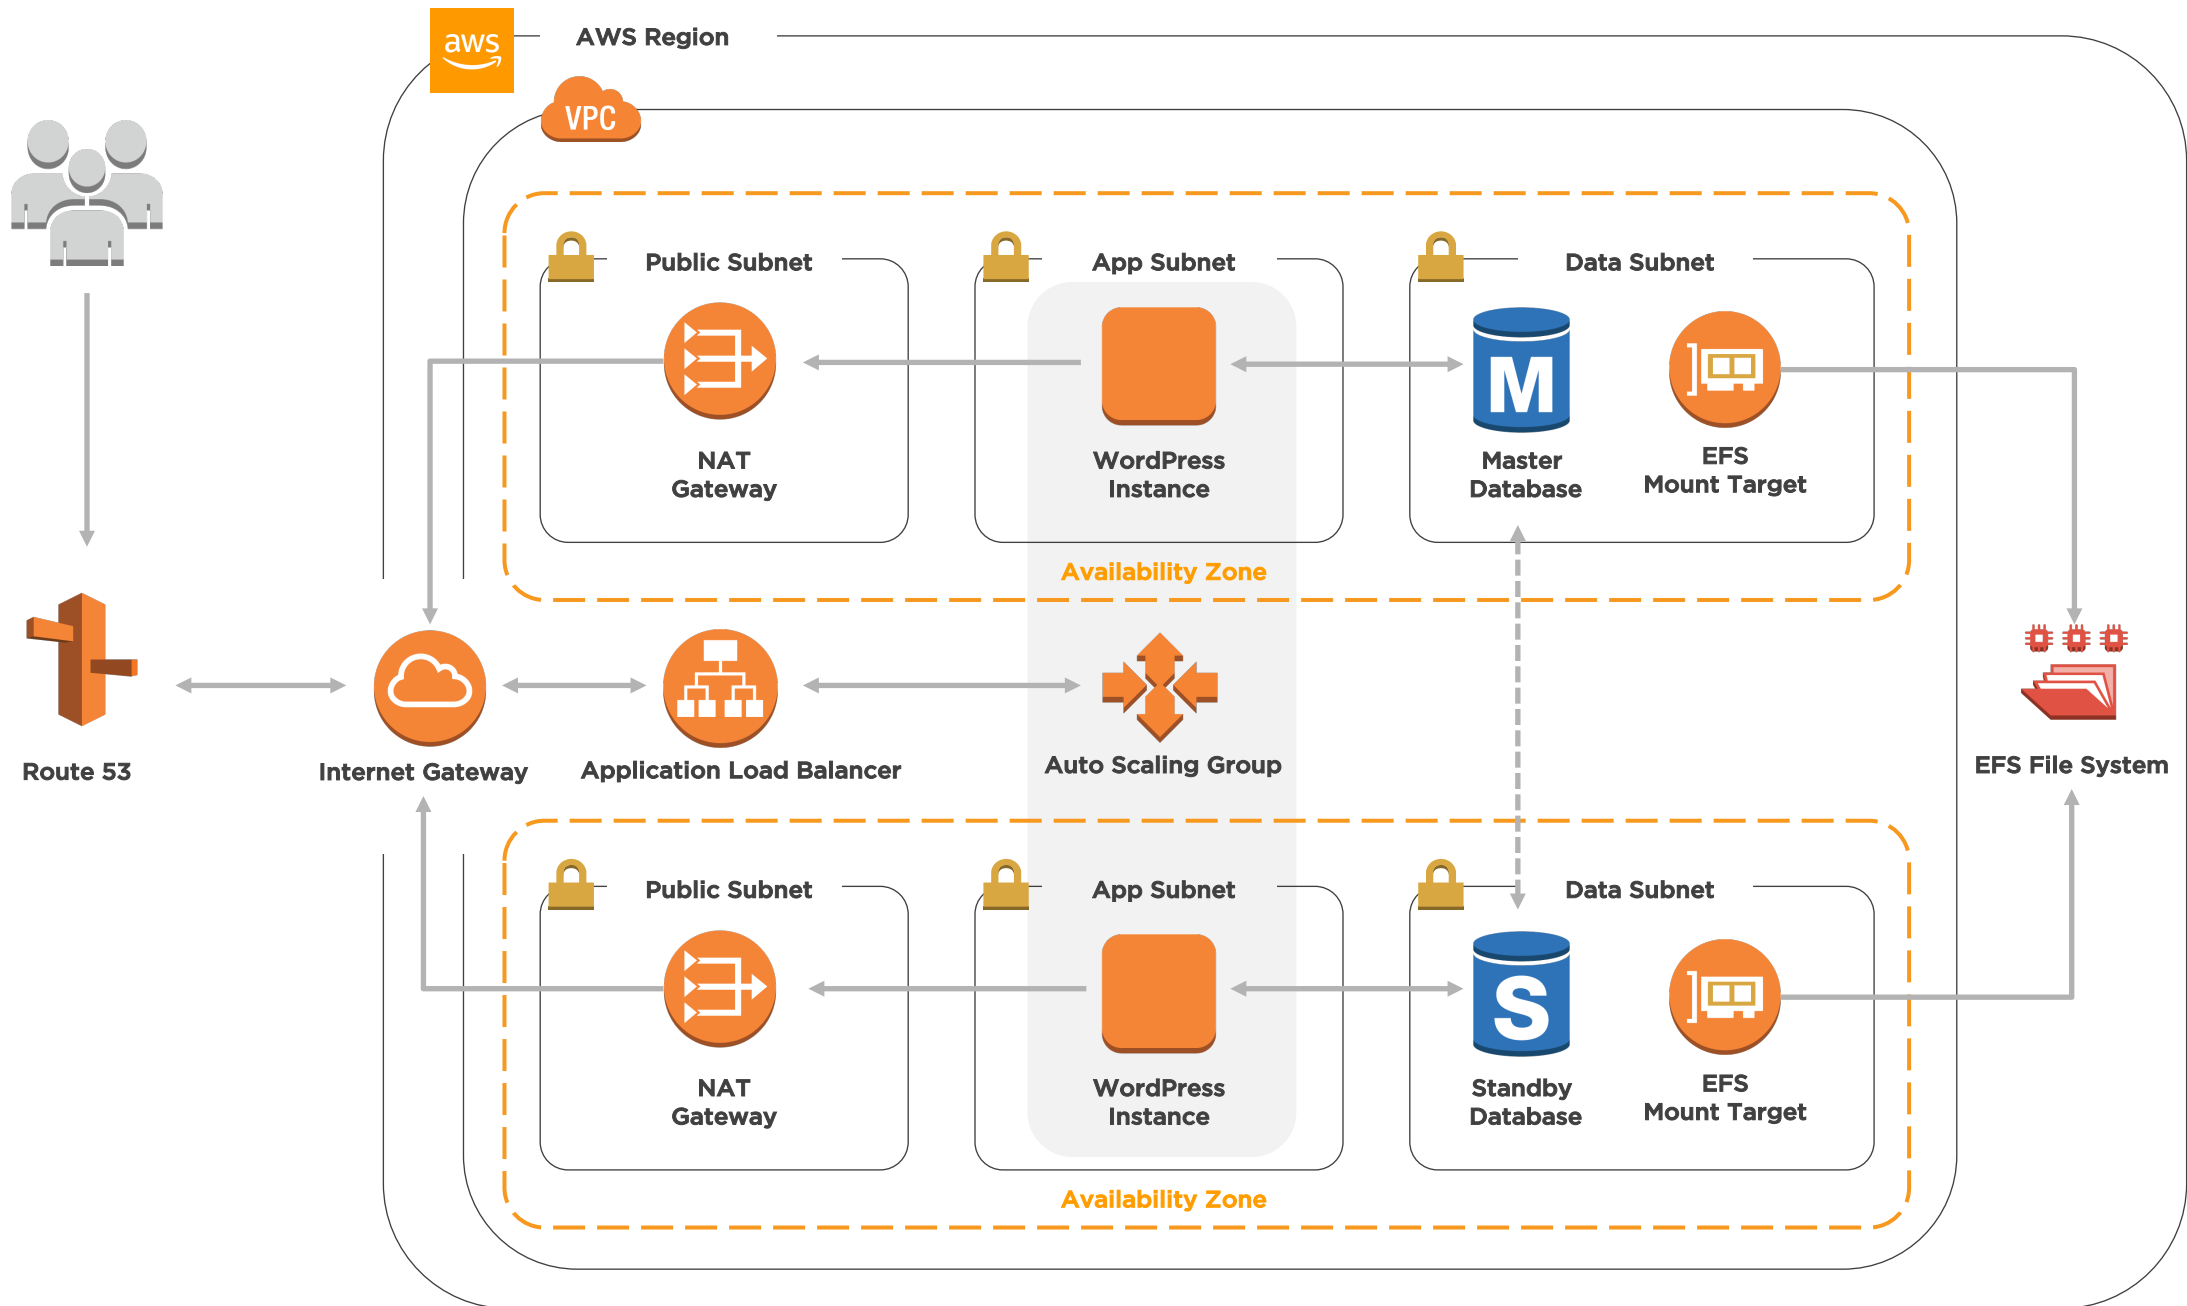 aws
AWS Region
VPC
Public Subnet
App Subnet
Data Subnet
M
NAT
Gateway
WordPress
Instance
Master
Database
EFS
Mount Target
Availability Zone
Route 53
Internet Gateway
Application Load Balancer
Auto Scaling Group
EFS File System
Public Subnet
App Subnet
Data Subnet
S
NAT
Gateway
WordPress
Instance
Standby
Database
EFS
Mount Target
Availability Zone